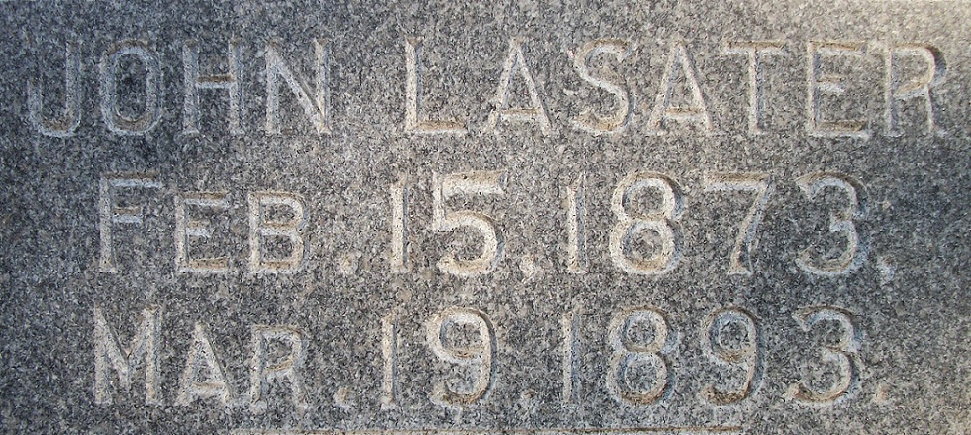 JOHN LASATER
FEB. 15, 1873.
MAR. 19. 1893.